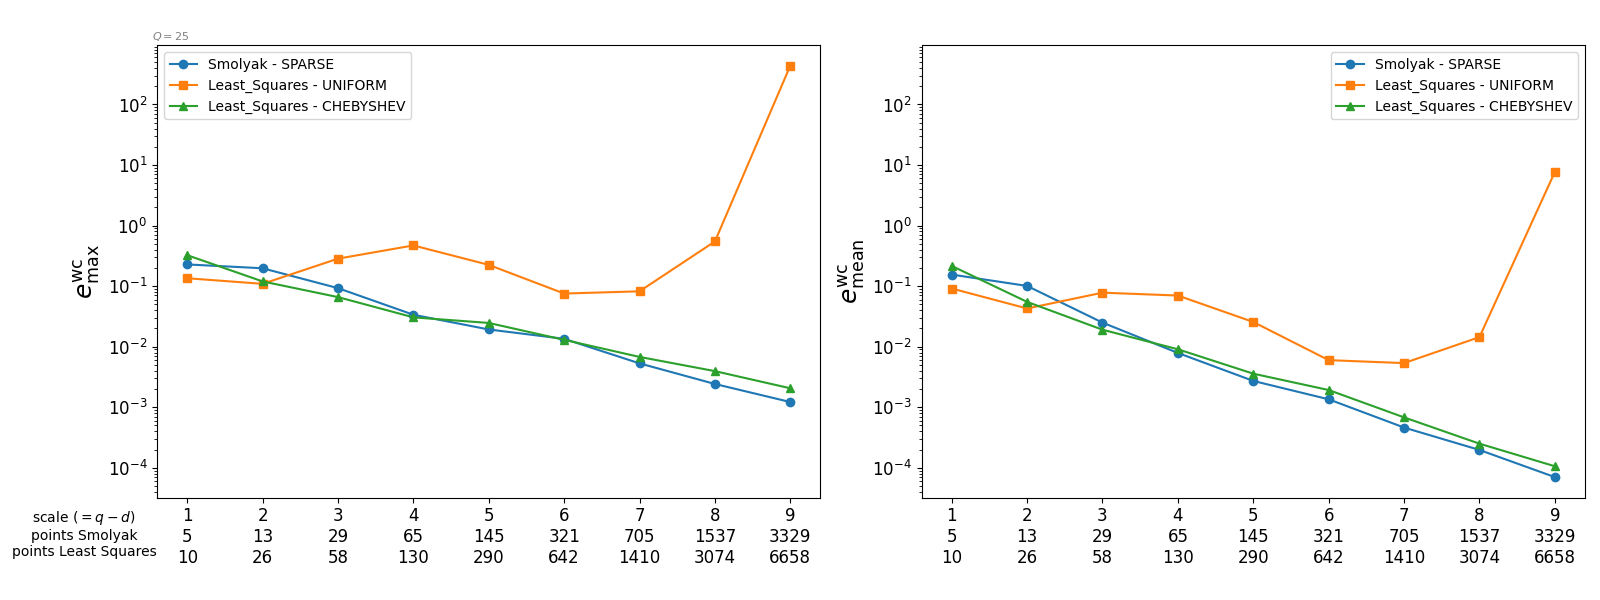 Q = 25
Smolyak - SPARSE
Least_Squares - UNIFORM
Least_Squares - CHEBYSHEV
10²
10¹
10⁰
10⁻¹
10⁻²
10⁻³
10⁻⁴
e^wc_max
scale (= q − d) 1 2 3 4 5 6 7 8 9
points Smolyak 5 13 29 65 145 321 705 1537 3329
points Least Squares 10 26 58 130 290 642 1410 3074 6658
Smolyak - SPARSE
Least_Squares - UNIFORM
Least_Squares - CHEBYSHEV
10²
10¹
10⁰
10⁻¹
10⁻²
10⁻³
10⁻⁴
e^wc_mean
1 2 3 4 5 6 7 8 9
5 13 29 65 145 321 705 1537 3329
10 26 58 130 290 642 1410 3074 6658